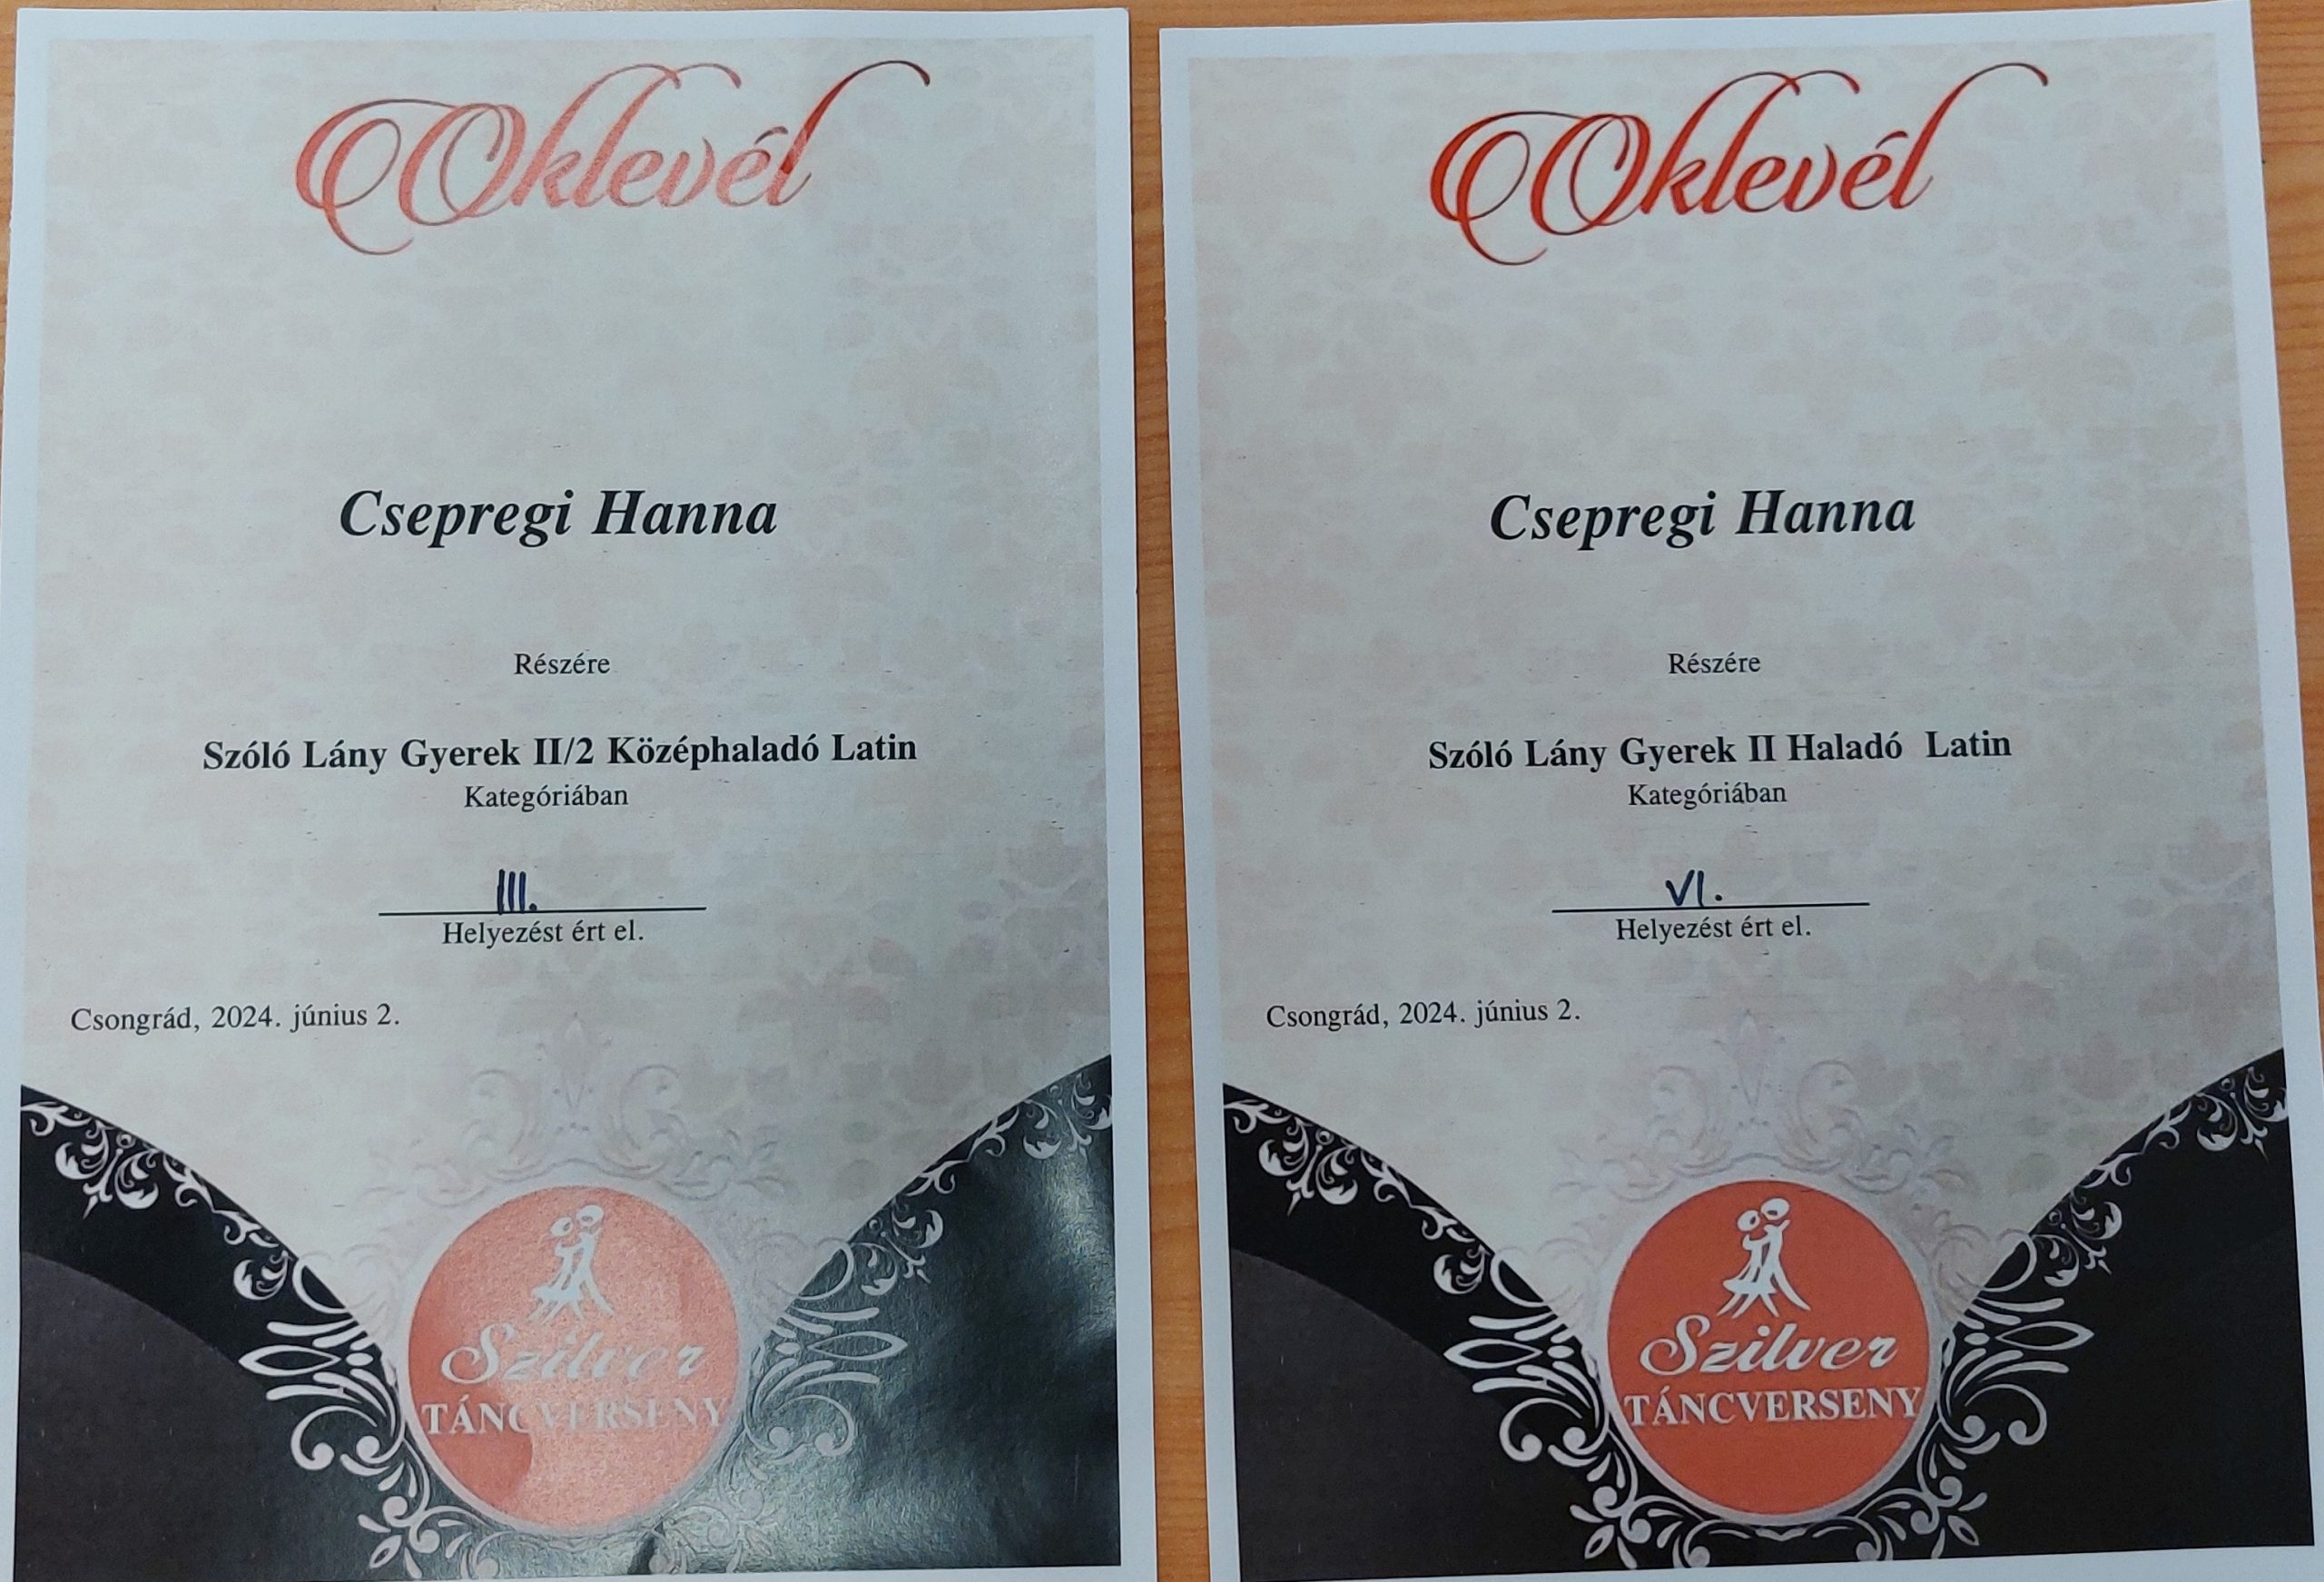 Oklevél
Csepregi Hanna
Részére
Szóló Lány Gyerek II/2 Középhaladó Latin
Kategóriában
III.
Helyezést ért el.
Csongrád, 2024. június 2.
Szilver
TÁNCVERSENY
Oklevél
Csepregi Hanna
Részére
Szóló Lány Gyerek II Haladó Latin
Kategóriában
VI.
Helyezést ért el.
Csongrád, 2024. június 2.
Szilver
TÁNCVERSENY